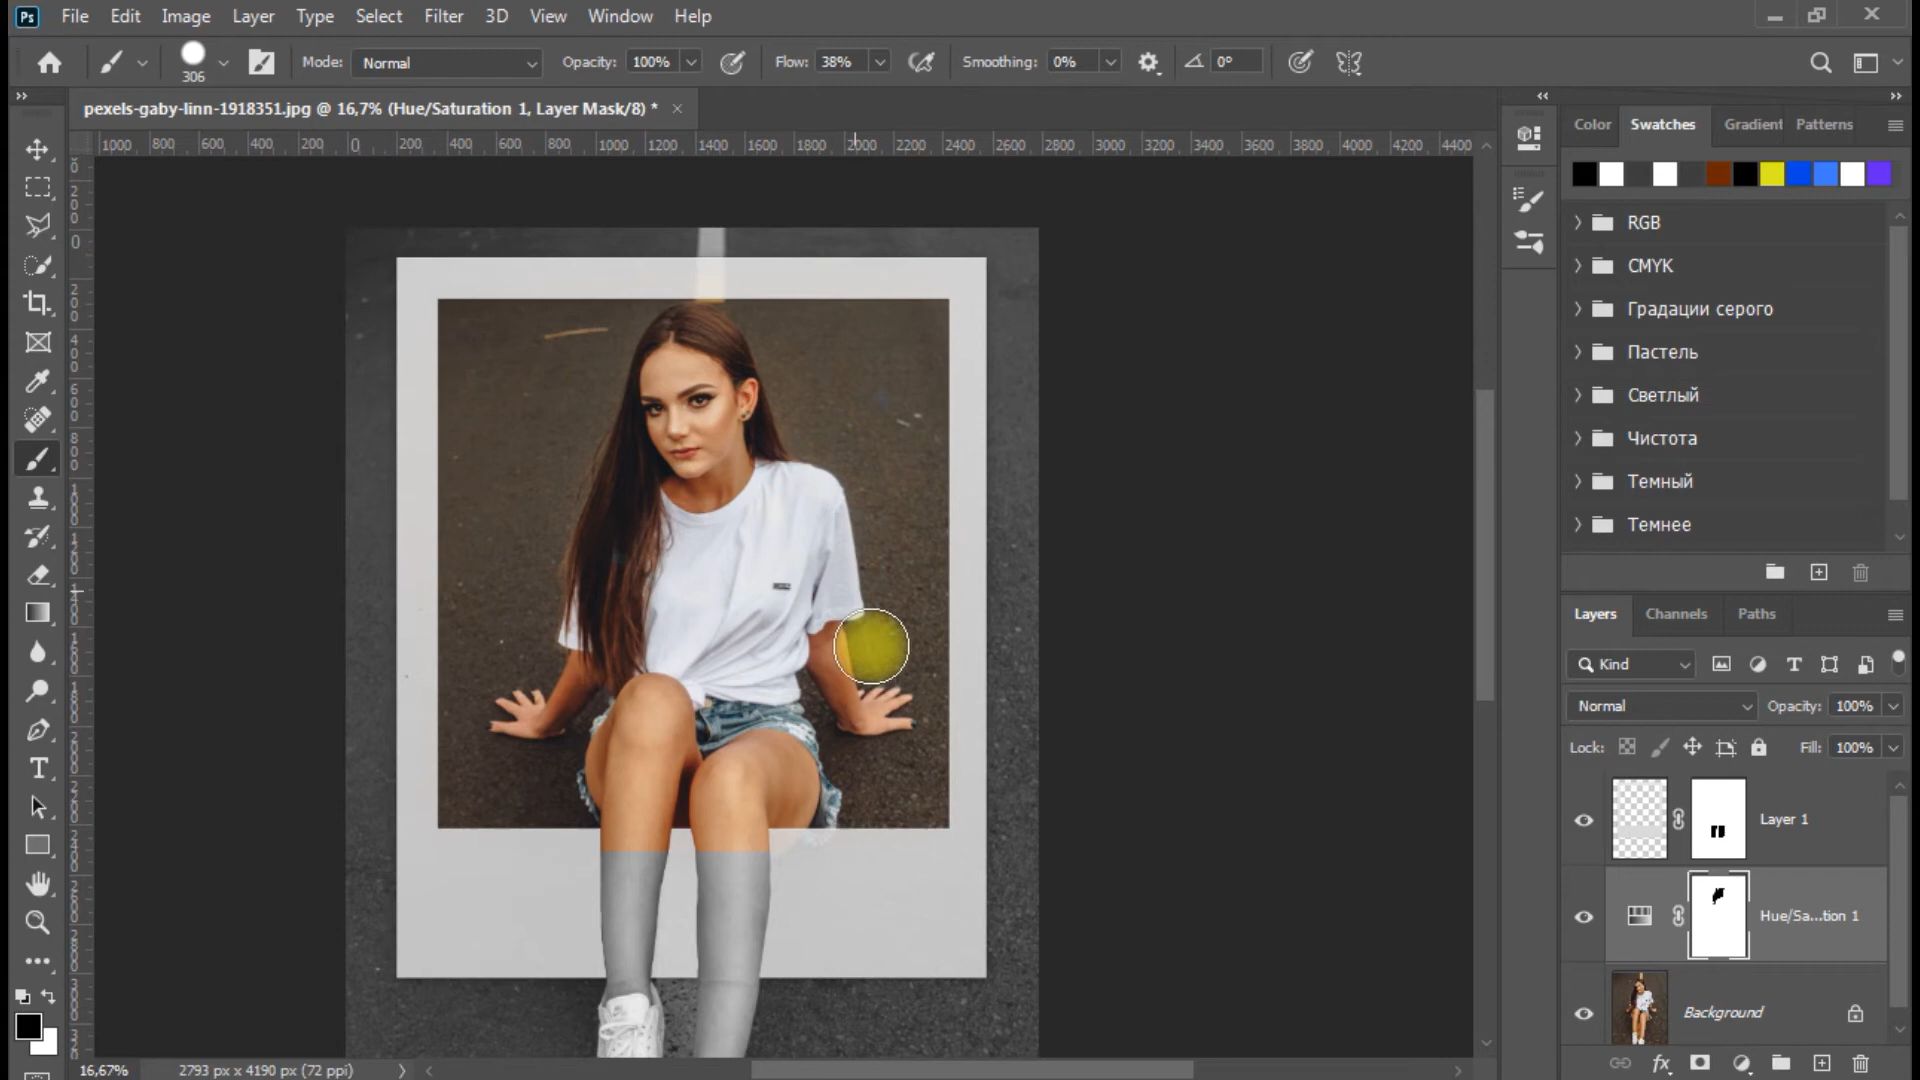 Ps File Edit Image Layer Type Select Filter 3D View Window Help
306 Mode: Normal Opacity: 100% Flow: 38% Smoothing: 0% 0°
pexels-gaby-linn-1918351.jpg @ 16,7% (Hue/Saturation 1, Layer Mask/8) *
1000 800 600 400 200 0 200 400 600 800 1000 1200 1400 1600 1800 2000 2200 2400 2600 2800 3000 3200 3400 3600 3800 4000 4200 4400
Color Swatches Gradient Patterns
RGB
CMYK
Градации серого
Пастель
Светлый
Чистота
Темный
Темнее
Layers Channels Paths
Kind
Normal Opacity: 100%
Lock: Fill: 100%
Layer 1
Hue/Sa...tion 1
Background
16,67% 2793 px x 4190 px (72 ppi)